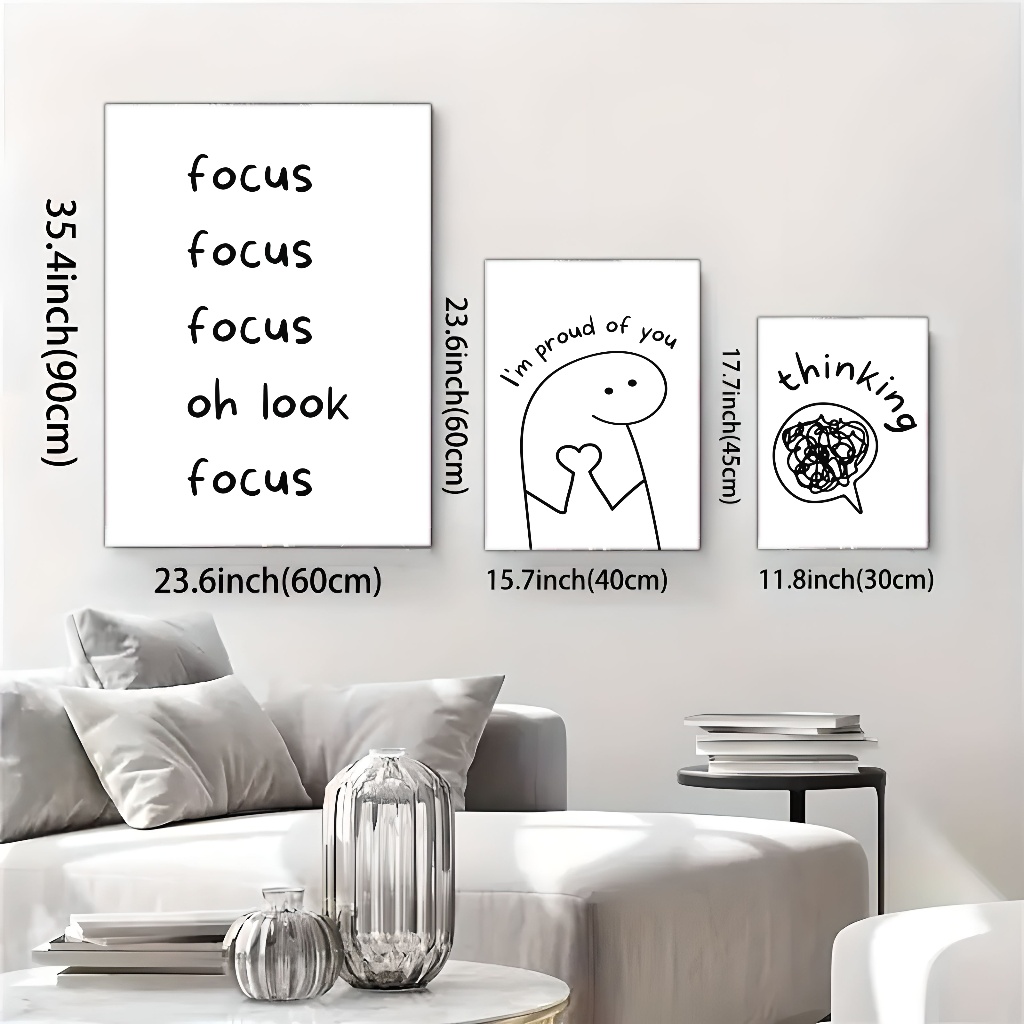 35.4inch(90cm)
focus
focus
focus
oh look
focus
23.6inch(60cm)
23.6inch(60cm)
I'm proud of you
15.7inch(40cm)
17.7inch(45cm)
thinking
11.8inch(30cm)